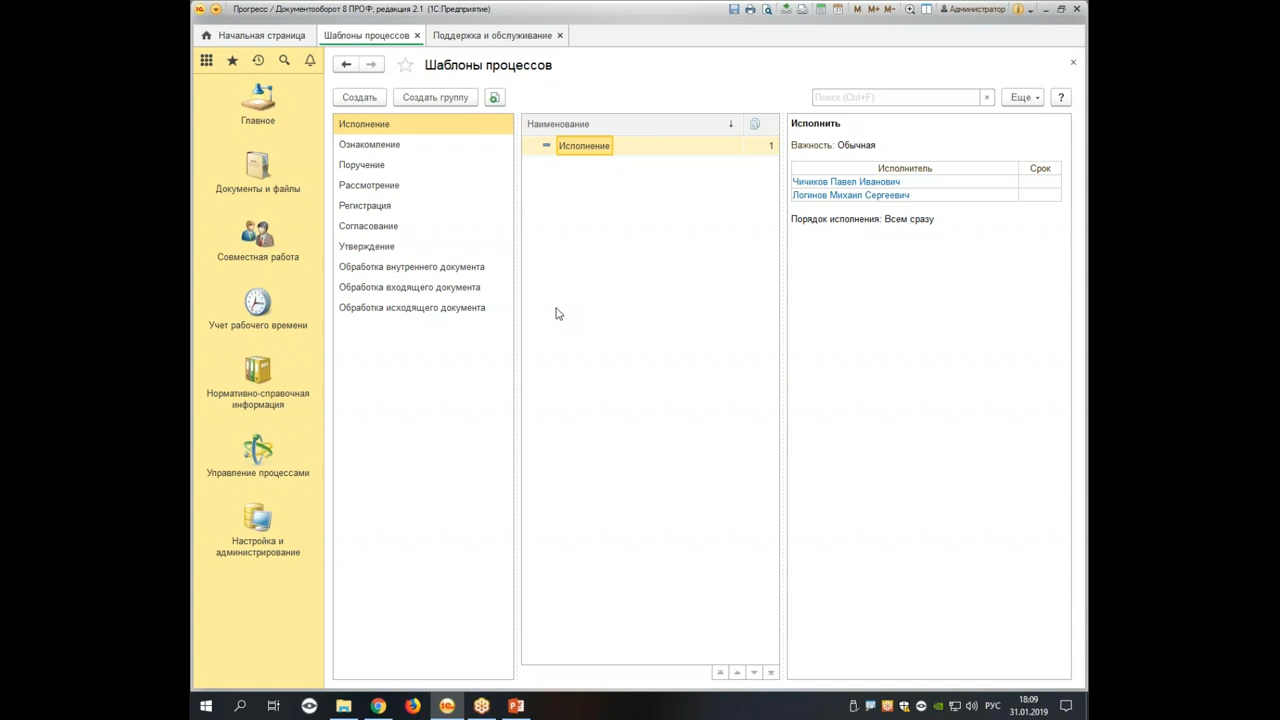 Прогресс / Документооборот 8 ПРОФ, редакция 2.1 (1С:Предприятие)
M M+ M-
Администратор
Начальная страница
Шаблоны процессов
Поддержка и обслуживание
Шаблоны процессов
Создать
Создать группу
Поиск (Ctrl+F)
Еще
?
Главное
Документы и файлы
Совместная работа
Учет рабочего времени
Нормативно-справочная
информация
Управление процессами
Настройка и
администрирование
Исполнение
Ознакомление
Поручение
Рассмотрение
Регистрация
Согласование
Утверждение
Обработка внутреннего документа
Обработка входящего документа
Обработка исходящего документа
Наименование
Исполнение
1
Исполнить
Важность: Обычная
Исполнитель
Срок
Чичиков Павел Иванович
Логинов Михаил Сергеевич
Порядок исполнения: Всем сразу
РУС
18:09
31.01.2019